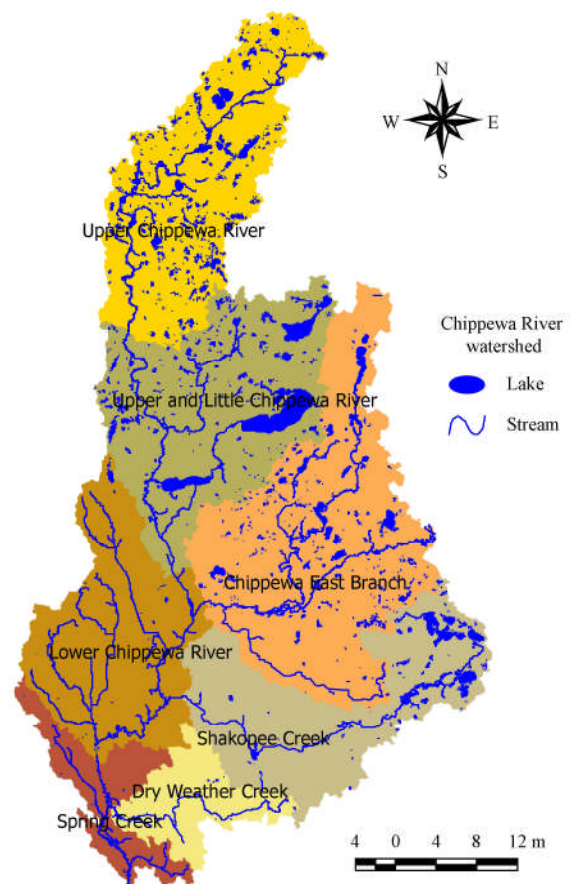 N
W E
S
Upper Chippewa River
Chippewa River
watershed
Lake
Upper and Little Chippewa River
Stream
Chippewa East Branch
Lower Chippewa River
Shakopee Creek
Dry Weather Creek
Spring Creek
4 0 4 8 12 m